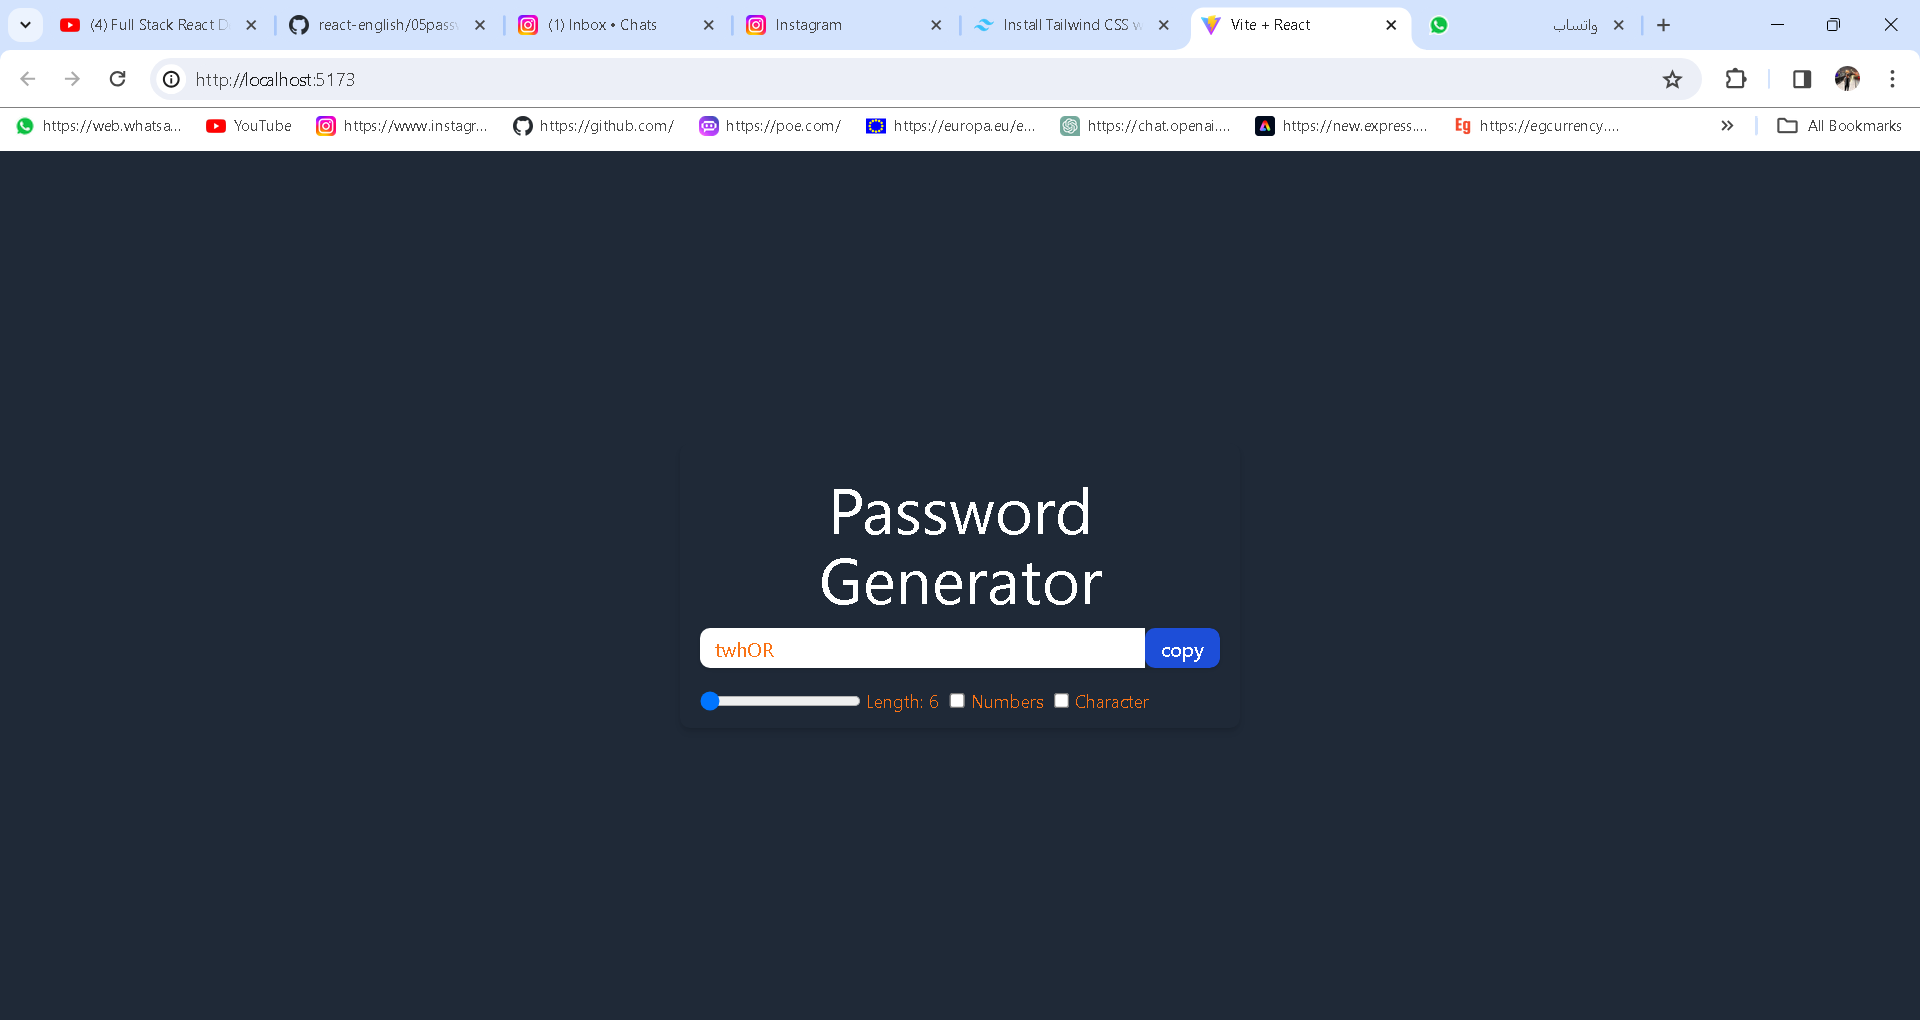 (4) Full Stack React D
react-english/05passw
(1) Inbox • Chats
Instagram
Install Tailwind CSS w
Vite + React
واتساب
http://localhost:5173
https://web.whatsa...
YouTube
https://www.instagr...
https://github.com/
https://poe.com/
https://europa.eu/e...
https://chat.openai....
https://new.express....
Eg
https://egcurrency....
All Bookmarks
Password
Generator
twhOR
copy
Length: 6
Numbers
Character